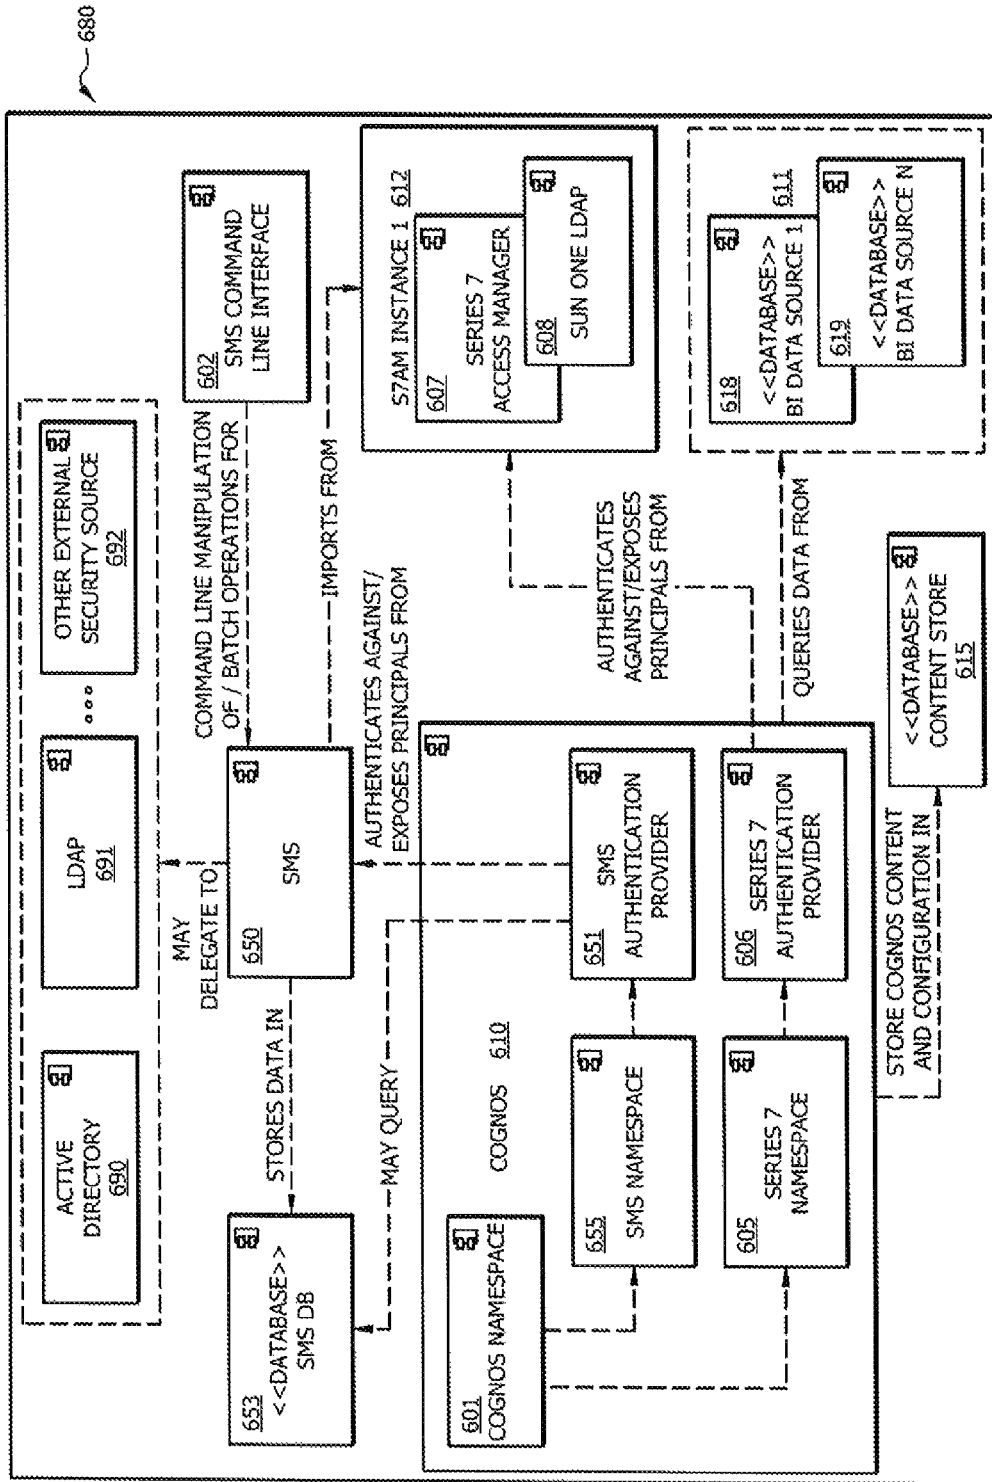 680
ACTIVE
DIRECTORY
690
LDAP
691
OTHER EXTERNAL
SECURITY SOURCE
692
MAY
DELEGATE TO
COMMAND LINE MANIPULATION
OF / BATCH OPERATIONS FOR
602
SMS COMMAND
LINE INTERFACE
653
<<DATABASE>>
SMS DB
STORES DATA IN
650
SMS
IMPORTS FROM
MAY QUERY
AUTHENTICATES AGAINST/
EXPOSES PRINCIPALS FROM
S7AM INSTANCE 1
612
607
SERIES 7
ACCESS MANAGER
608
SUN ONE LDAP
COGNOS 610
601
COGNOS NAMESPACE
655
SMS NAMESPACE
651
SMS
AUTHENTICATION
PROVIDER
AUTHENTICATES
AGAINST/EXPOSES
PRINCIPALS FROM
605
SERIES 7
NAMESPACE
606
SERIES 7
AUTHENTICATION
PROVIDER
QUERIES DATA FROM
611
618
<<DATABASE>>
BI DATA SOURCE 1
619
<<DATABASE>>
BI DATA SOURCE N
STORE COGNOS CONTENT
AND CONFIGURATION IN
<<DATABASE>>
CONTENT STORE
615